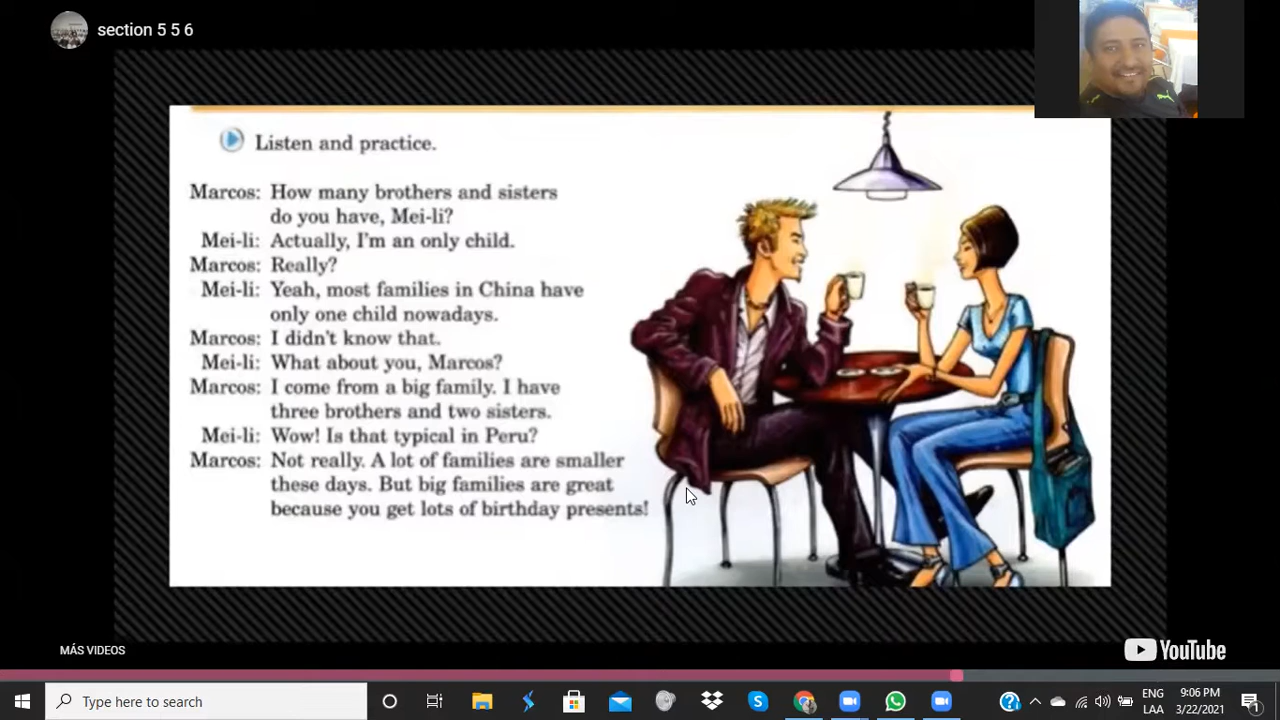 section 5 5 6
Listen and practice.
Marcos: How many brothers and sisters
do you have, Mei-li?
Mei-li: Actually, I'm an only child.
Marcos: Really?
Mei-li: Yeah, most families in China have
only one child nowadays.
Marcos: I didn't know that.
Mei-li: What about you, Marcos?
Marcos: I come from a big family. I have
three brothers and two sisters.
Mei-li: Wow! Is that typical in Peru?
Marcos: Not really. A lot of families are smaller
these days. But big families are great
because you get lots of birthday presents!
MÁS VIDEOS
YouTube
Type here to search
ENG
LAA
9:06 PM
3/22/2021
1